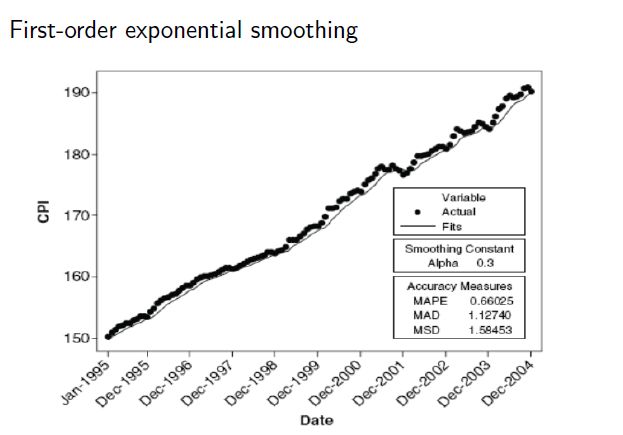 First-order exponential smoothing
190
180
170
160
150
CPI
Variable
Actual
Fits
Smoothing Constant
Alpha 0.3
Accuracy Measures
MAPE 0.66025
MAD 1.12740
MSD 1.58453
Jan-1995
Dec-1995
Dec-1996
Dec-1997
Dec-1998
Dec-1999
Dec-2000
Dec-2001
Dec-2002
Dec-2003
Dec-2004
Date